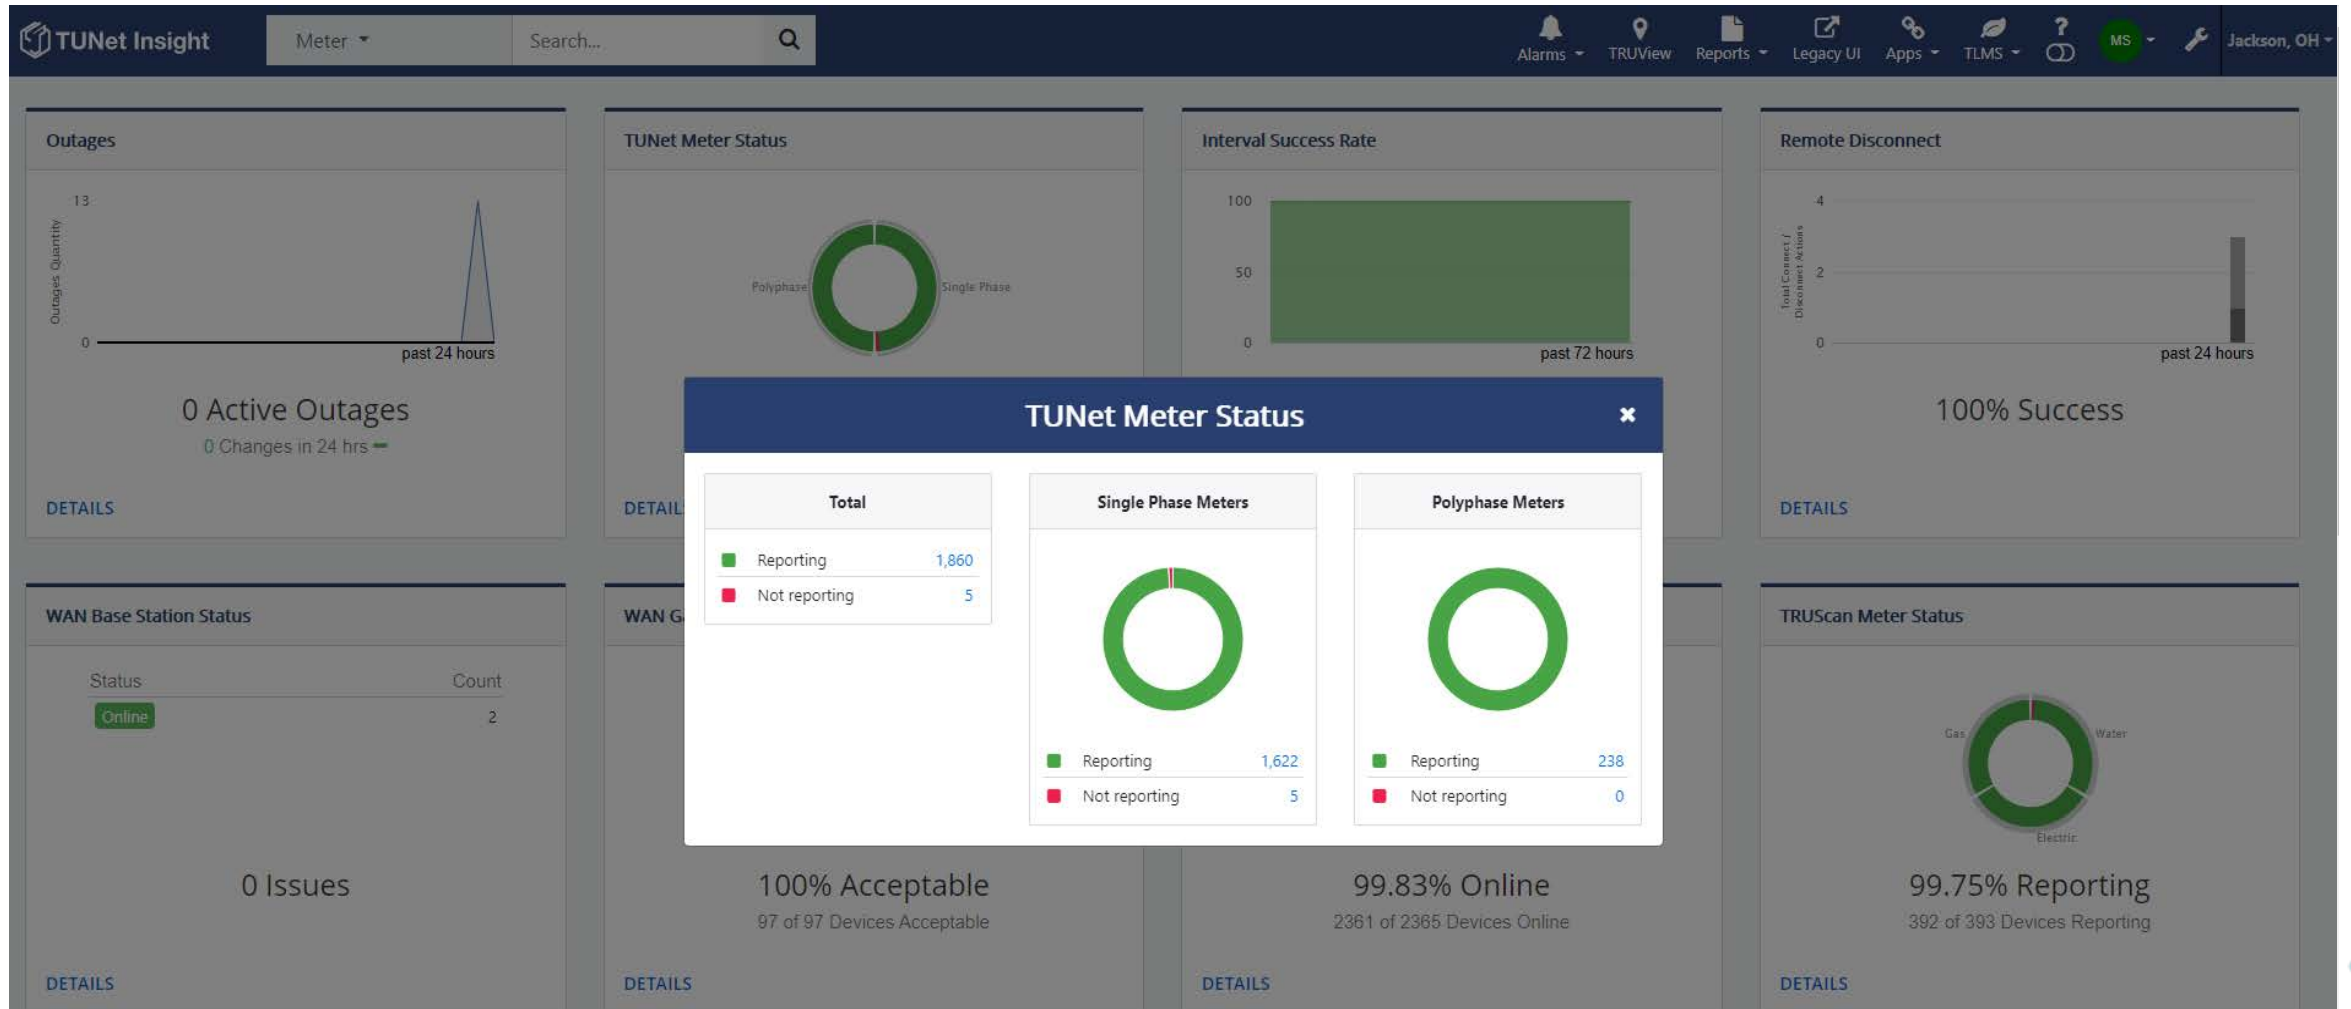 TUNet Insight
Meter
Search...
Alarms
TRUView
Reports
Legacy UI
Apps
TLMS
?
MS
Jackson, OH
Outages
13
Outages Quantity
0
past 24 hours
0 Active Outages
0 Changes in 24 hrs
DETAILS
TUNet Meter Status
Polyphase
Single Phase
DETAIL
Interval Success Rate
100
50
0
past 72 hours
Remote Disconnect
4
Total Connect /
Disconnect Actions
2
0
past 24 hours
100% Success
DETAILS
TUNet Meter Status
Total
Reporting 1,860
Not reporting 5
Single Phase Meters
Reporting 1,622
Not reporting 5
Polyphase Meters
Reporting 238
Not reporting 0
WAN Base Station Status
Status Count
Online 2
0 Issues
DETAILS
WAN G
100% Acceptable
97 of 97 Devices Acceptable
DETAILS
99.83% Online
2361 of 2365 Devices Online
DETAILS
TRUScan Meter Status
Gas
Water
Electric
99.75% Reporting
392 of 393 Devices Reporting
DETAILS